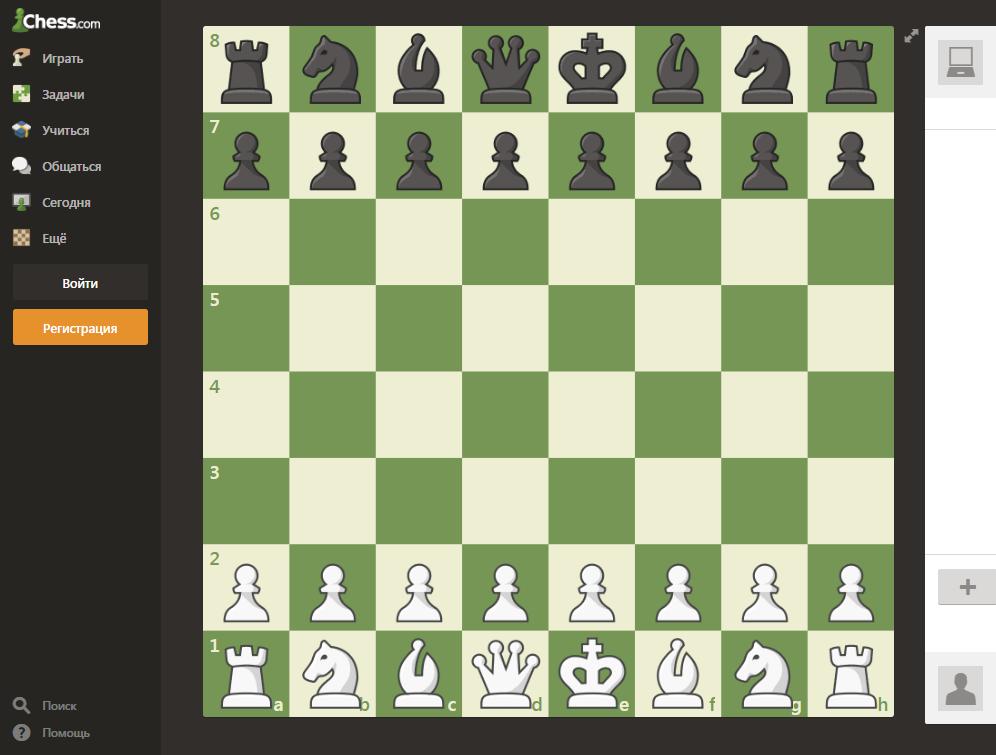 Chess.com
Играть
Задачи
Учиться
Общаться
Сегодня
Ещё
Войти
Регистрация
Поиск
Помощь
8
7
6
5
4
3
2
1
a b c d e f g h